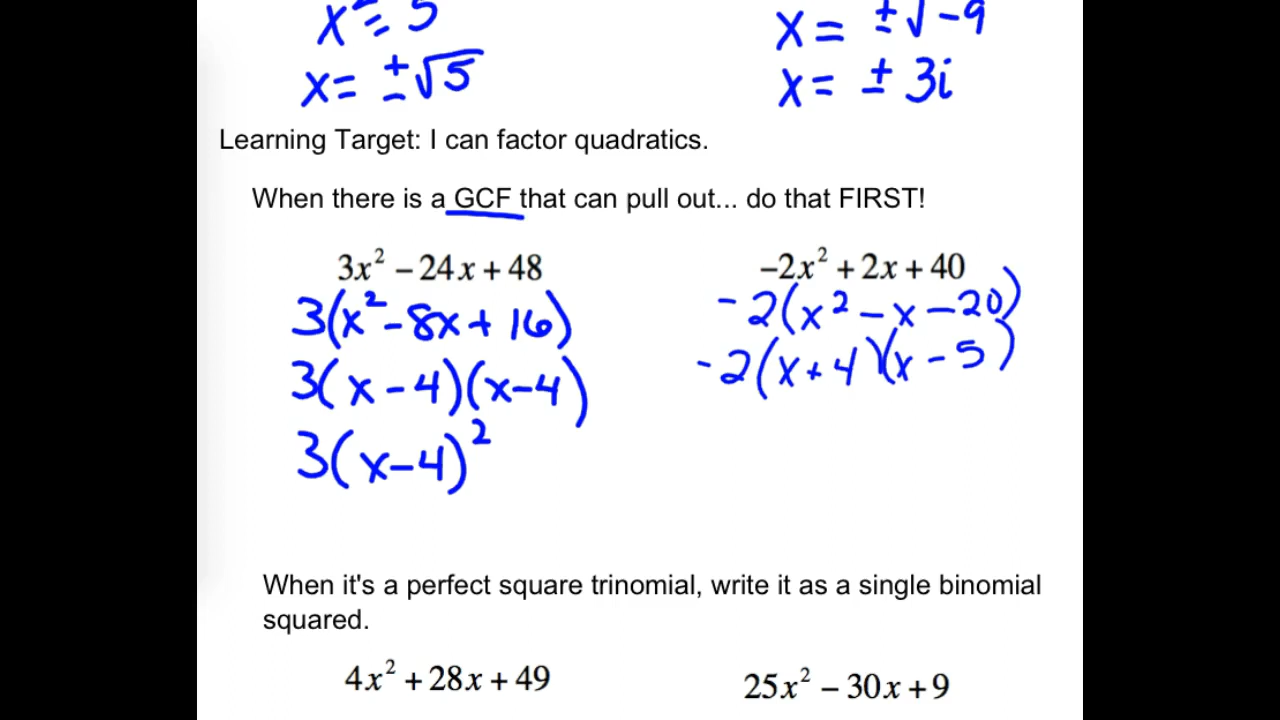 x² = 5
x = ±√-9
x = ±√5
x = ± 3i
Learning Target: I can factor quadratics.
When there is a GCF that can pull out... do that FIRST!
3x² − 24x + 48
−2x² + 2x + 40
3(x² - 8x + 16)
-2(x² - x - 20)
3(x - 4)(x - 4)
-2(x + 4)(x - 5)
3(x - 4)²
When it's a perfect square trinomial, write it as a single binomial
squared.
4x² + 28x + 49
25x² − 30x + 9